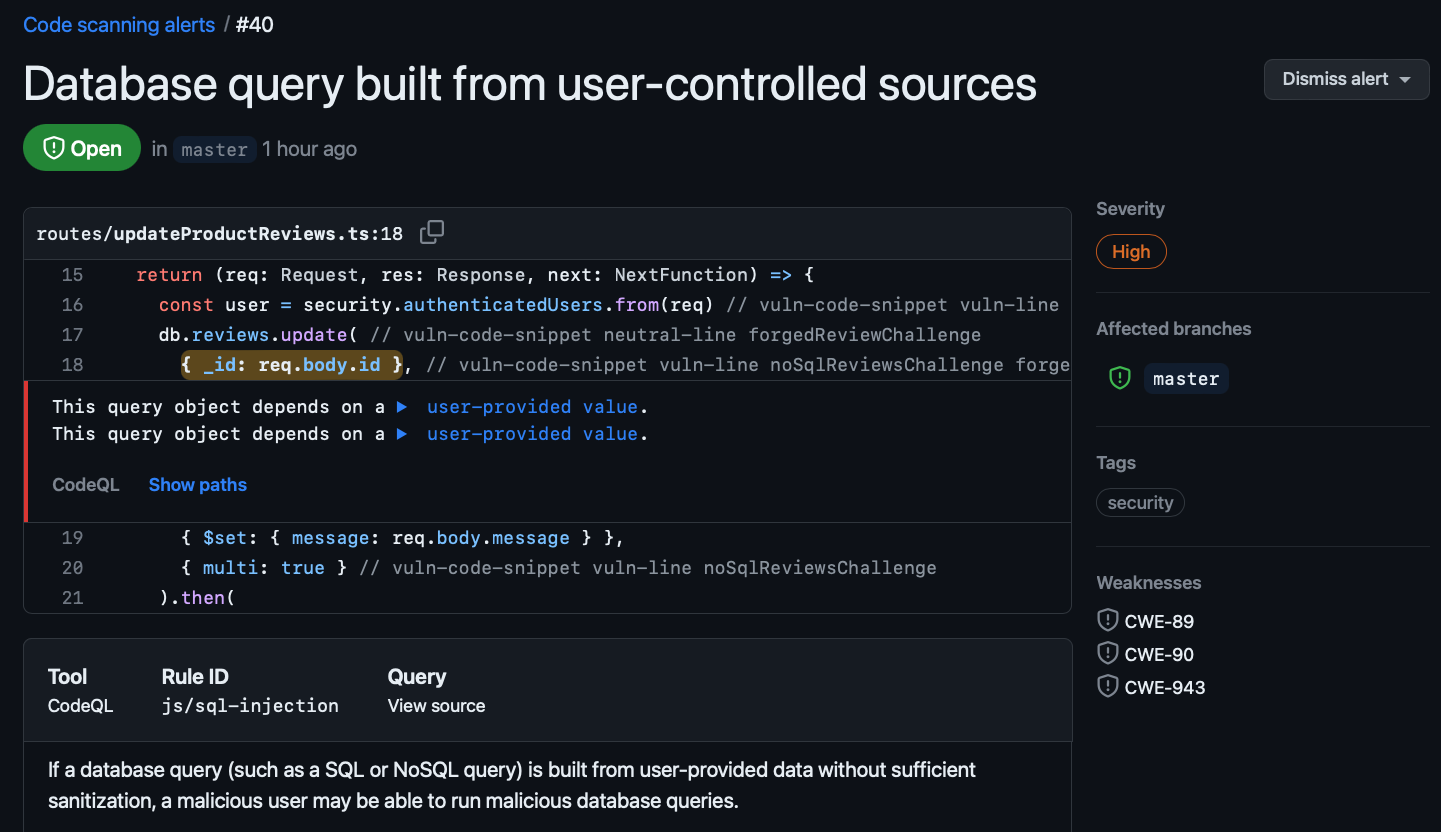 Code scanning alerts / #40
Database query built from user-controlled sources
Dismiss alert
Open in master 1 hour ago
routes/updateProductReviews.ts:18
15 return (req: Request, res: Response, next: NextFunction) => {
16 const user = security.authenticatedUsers.from(req) // vuln-code-snippet vuln-line
17 db.reviews.update( // vuln-code-snippet neutral-line forgedReviewChallenge
18 { _id: req.body.id }, // vuln-code-snippet vuln-line noSqlReviewsChallenge forge
This query object depends on a ▶ user-provided value.
This query object depends on a ▶ user-provided value.
CodeQL Show paths
19 { $set: { message: req.body.message } },
20 { multi: true } // vuln-code-snippet vuln-line noSqlReviewsChallenge
21 ).then(
Tool Rule ID Query
CodeQL js/sql-injection View source
If a database query (such as a SQL or NoSQL query) is built from user-provided data without sufficient
sanitization, a malicious user may be able to run malicious database queries.
Severity
High
Affected branches
master
Tags
security
Weaknesses
CWE-89
CWE-90
CWE-943